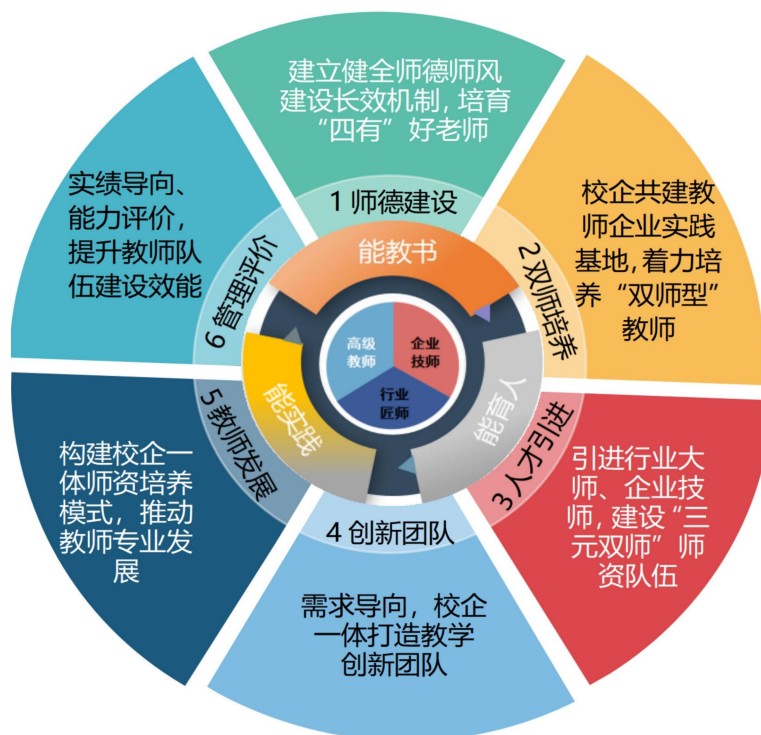 建立健全师德师风
建设长效机制，培育
“四有”好老师
1 师德建设
校企共建教
师企业实践
基地，着力培
养“双师型”
教师
2 双师培养
引进行业大
师、企业技
师，建设“三
元双师”师
资队伍
3 人才引进
需求导向，校企
一体打造教学
创新团队
4 创新团队
构建校企一
体师资培养
模式，推动
教师专业发
展
5 教师发展
实绩导向、
能力评价，
提升教师队
伍建设效能
6 管理评价
能教书
能育人
能实践
高级
教师
企业
技师
行业
匠师